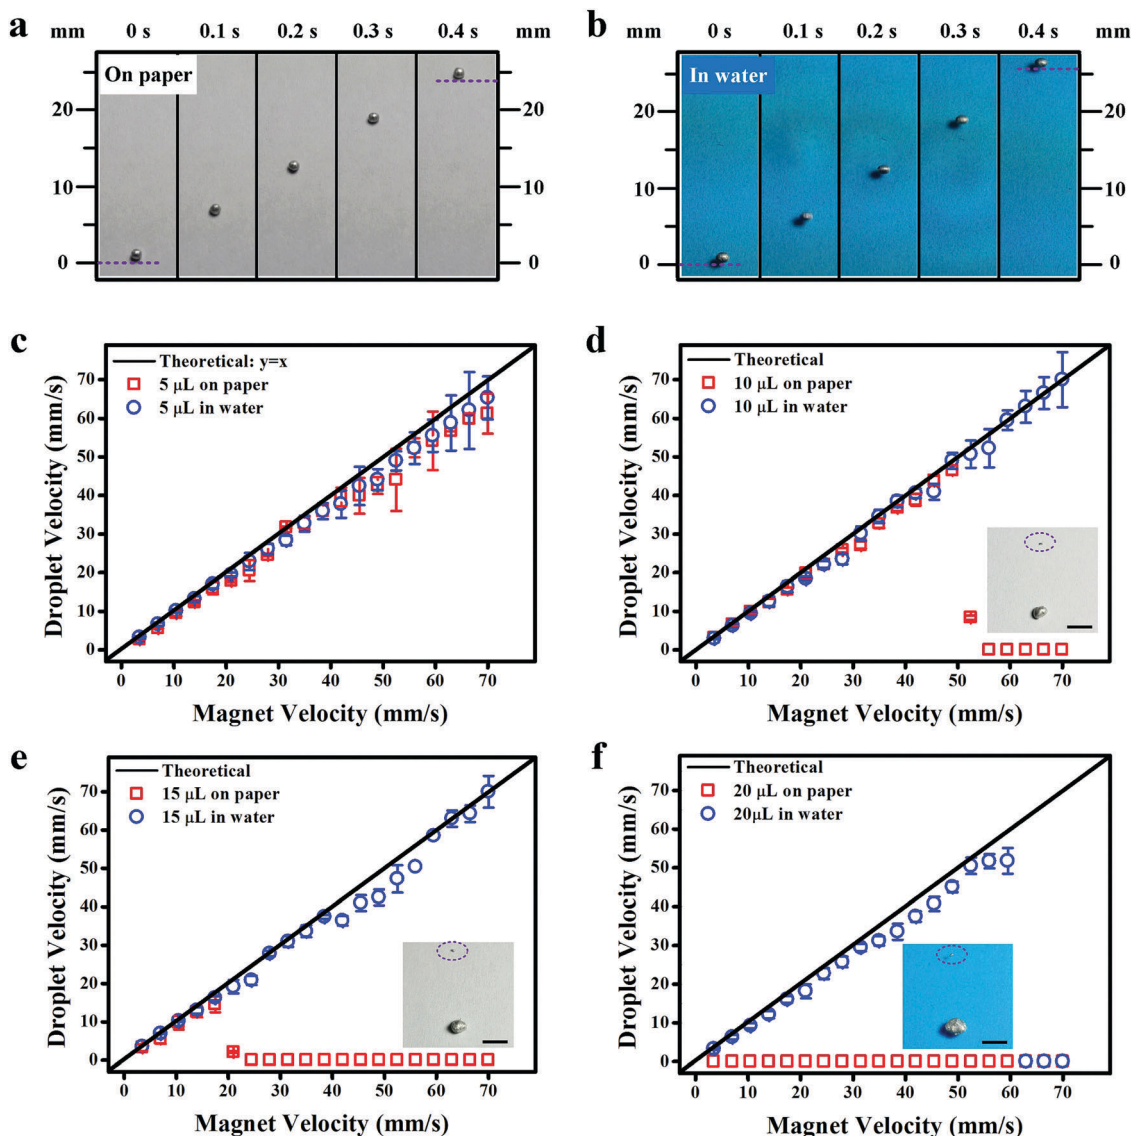 a
mm 0 s 0.1 s 0.2 s 0.3 s 0.4 s
On paper
20
10
0
20
10
0
b
mm 0 s 0.1 s 0.2 s 0.3 s 0.4 s mm
In water
20
10
0
20
10
0
c
Theoretical: y=x
5 μL on paper
5 μL in water
Droplet Velocity (mm/s)
70
60
50
40
30
20
10
0
0 10 20 30 40 50 60 70
Magnet Velocity (mm/s)
d
Theoretical
10 μL on paper
10 μL in water
Droplet Velocity (mm/s)
70
60
50
40
30
20
10
0
0 10 20 30 40 50 60 70
Magnet Velocity (mm/s)
e
Theoretical
15 μL on paper
15 μL in water
Droplet Velocity (mm/s)
70
60
50
40
30
20
10
0
0 10 20 30 40 50 60 70
Magnet Velocity (mm/s)
f
Theoretical
20 μL on paper
20μL in water
Droplet Velocity (mm/s)
70
60
50
40
30
20
10
0
0 10 20 30 40 50 60 70
Magnet Velocity (mm/s)